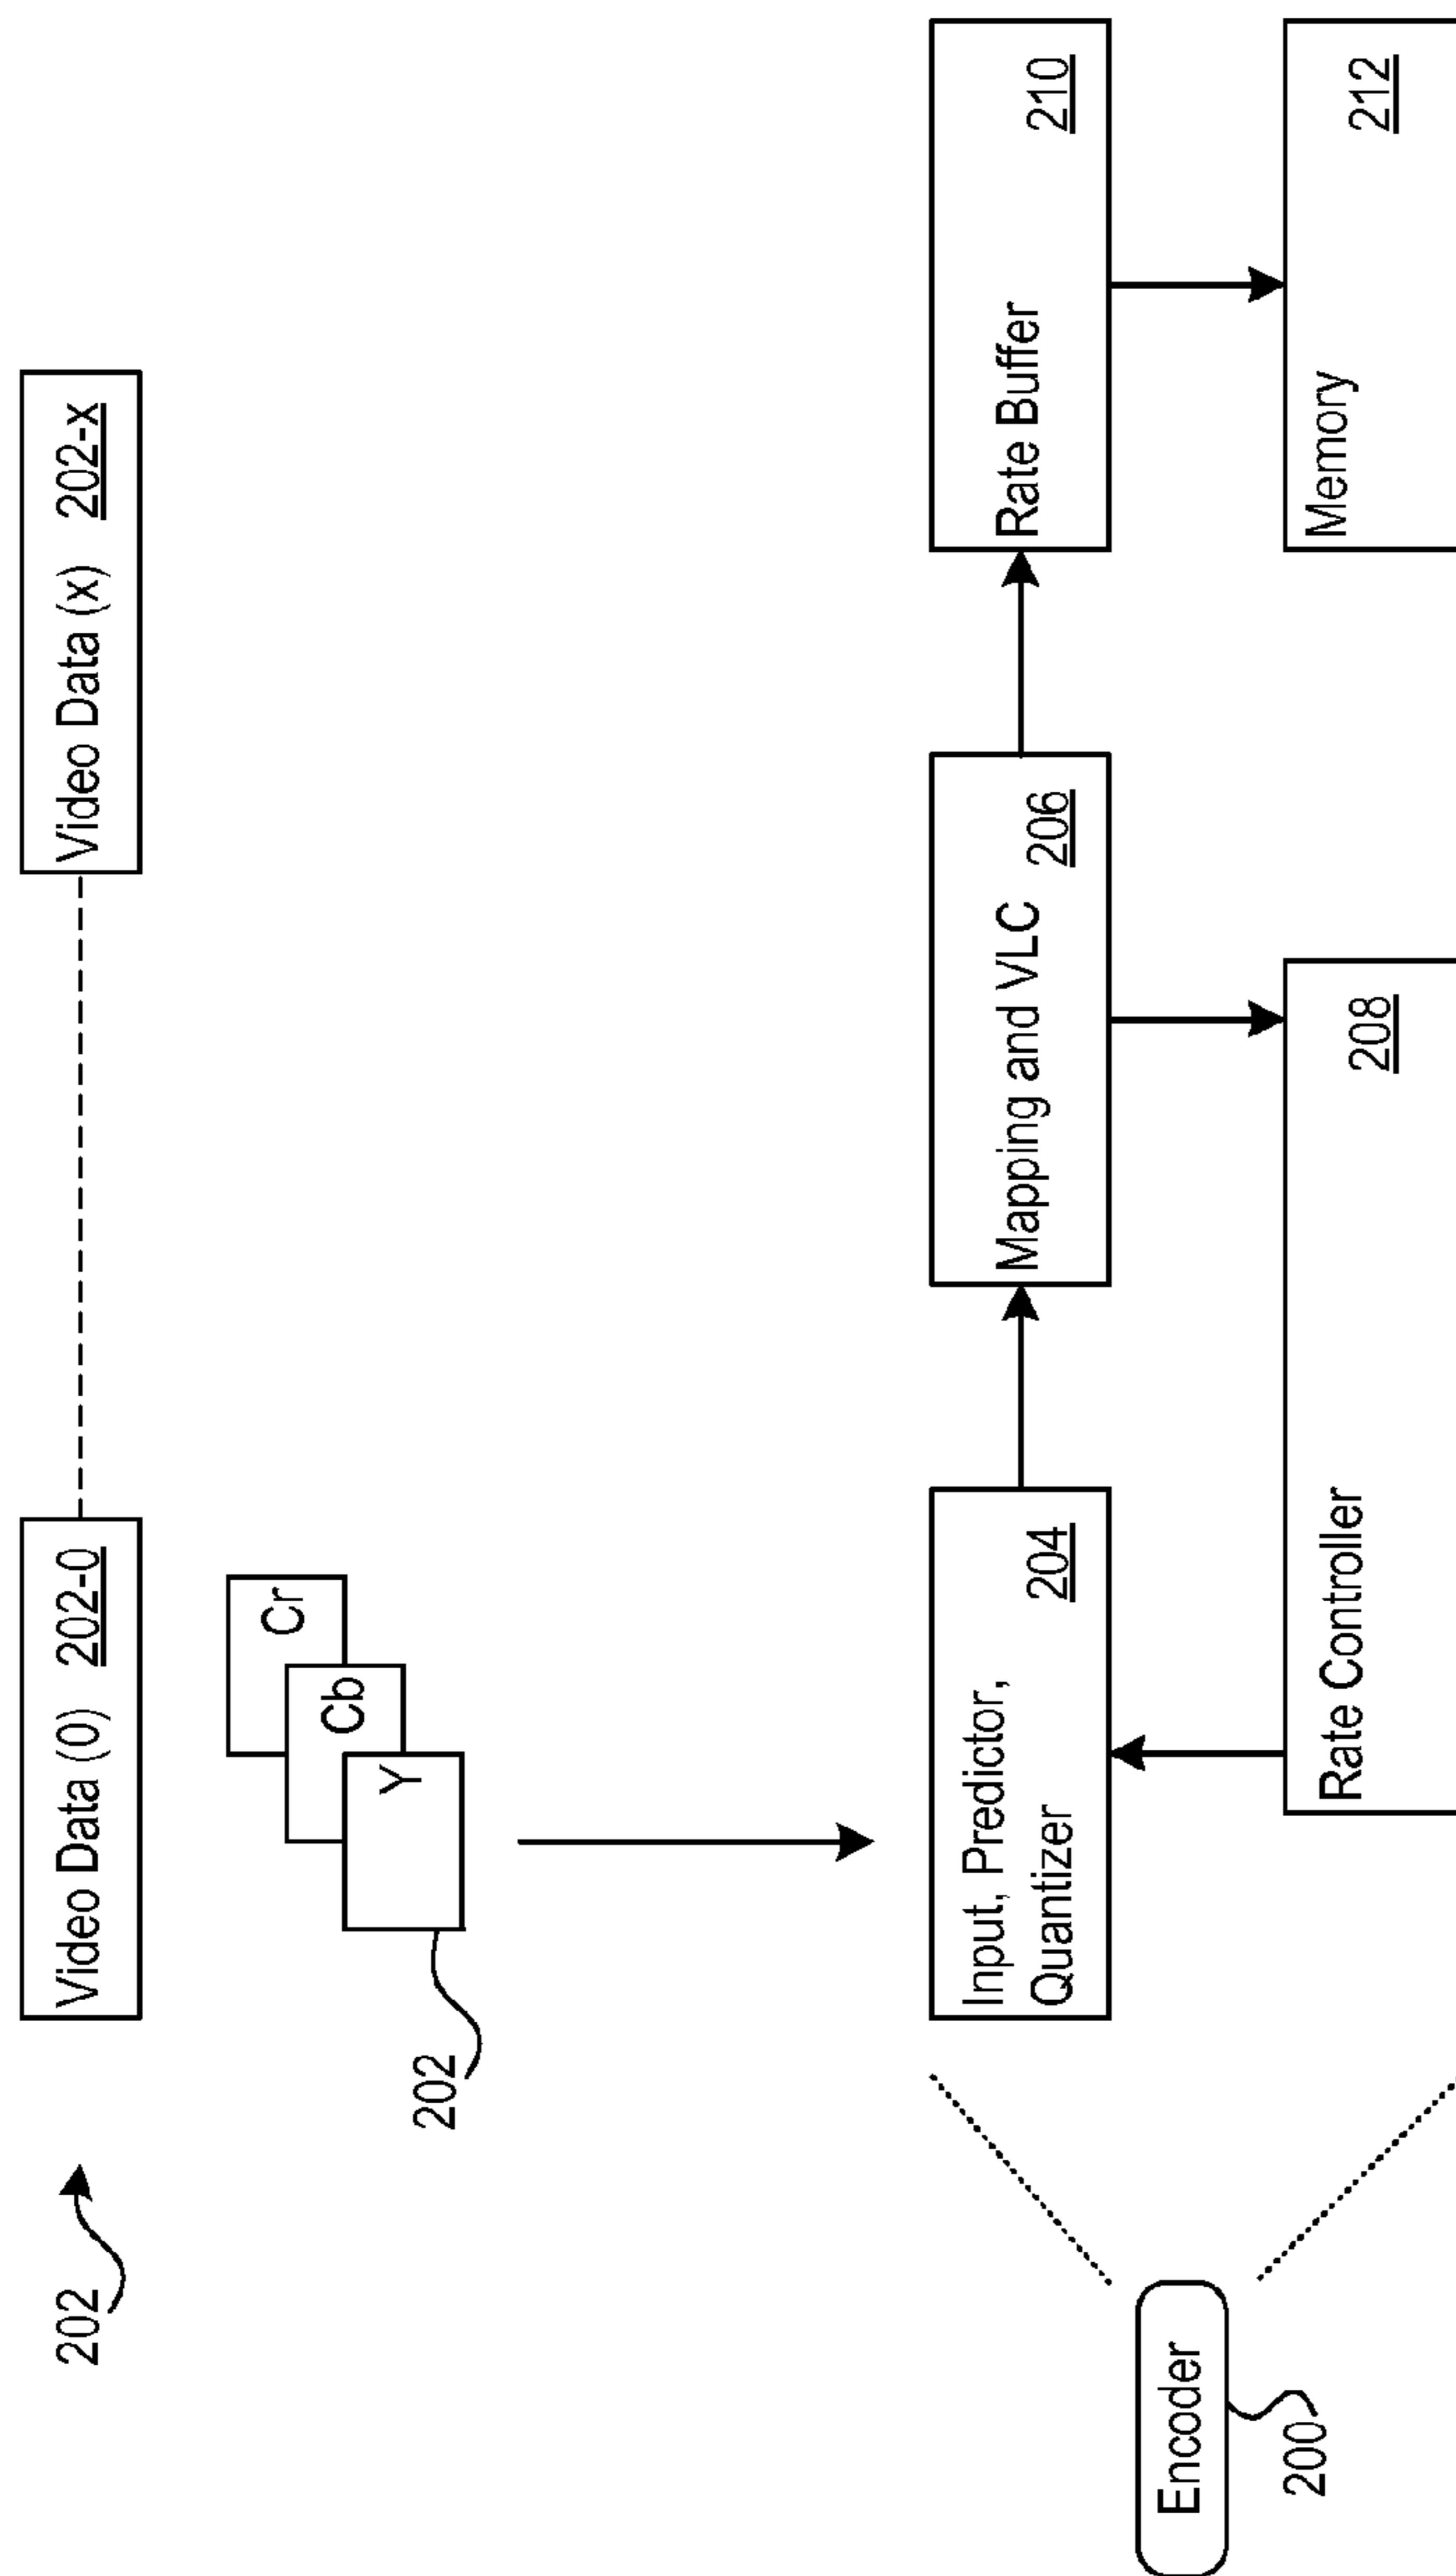 202
Video Data (0) 202-0
Video Data (x) 202-x
202
Cr
Cb
Y
Input, Predictor,
Quantizer
204
Mapping and VLC
206
Rate Buffer
210
Encoder
200
Rate Controller
208
Memory
212